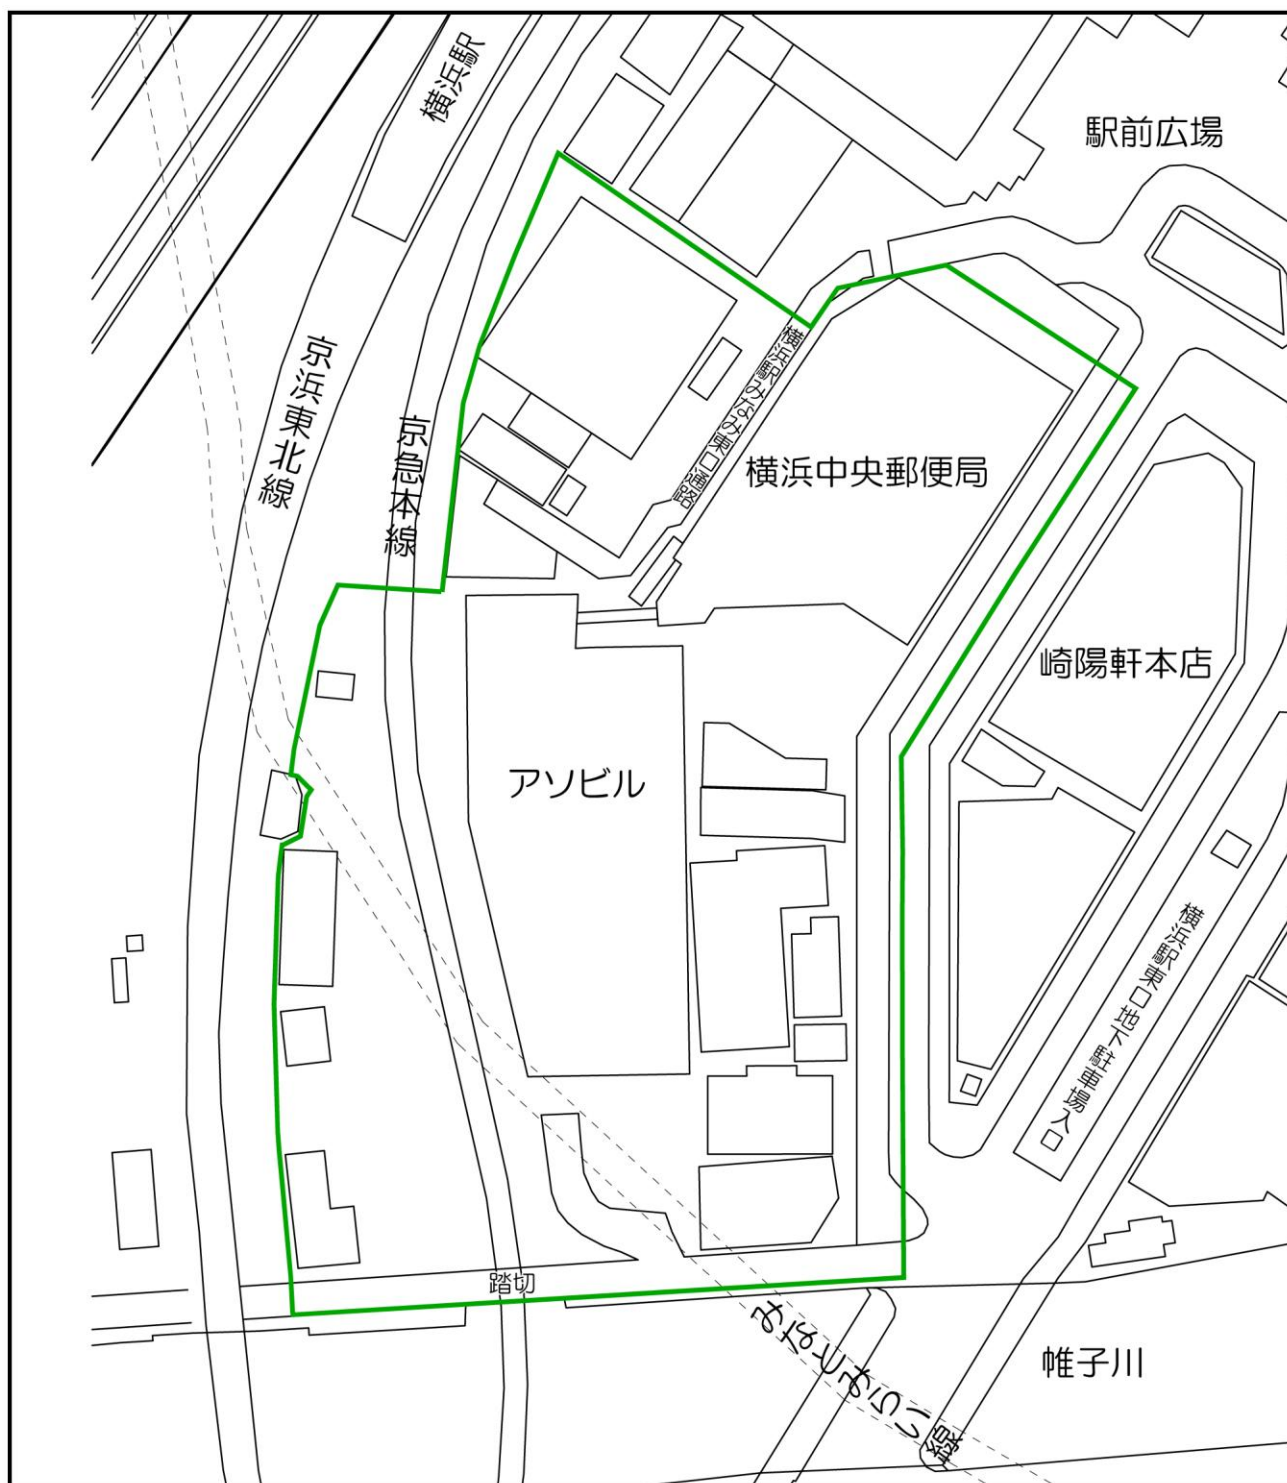 横浜駅
駅前広場
京浜東北線
京急本線
横浜駅みなみ東口通路
横浜中央郵便局
崎陽軒本店
アソビル
横浜駅東口地下駐車場入口
踏切
みなとみらい線
帷子川